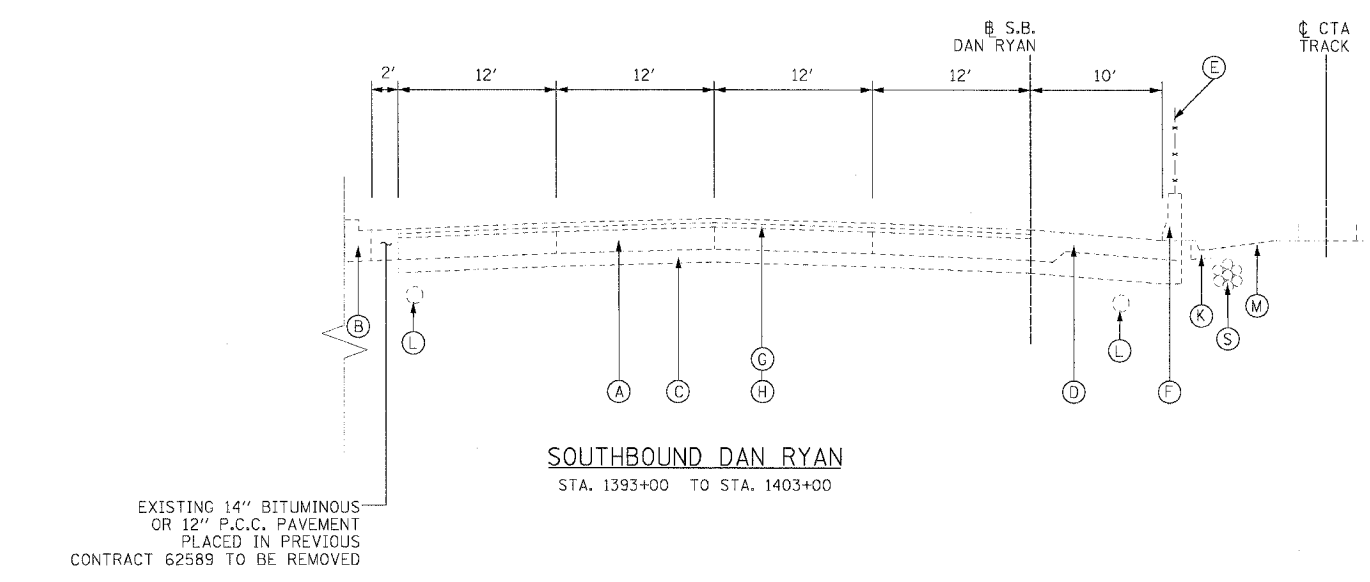 ℄ S.B.
DAN RYAN
℄ CTA
TRACK
2'
12'
12'
12'
12'
10'
E
B
L
G
H
A
C
L
D
F
K
S
M
SOUTHBOUND DAN RYAN
STA. 1393+00 TO STA. 1403+00
EXISTING 14" BITUMINOUS
OR 12" P.C.C. PAVEMENT
PLACED IN PREVIOUS
CONTRACT 62589 TO BE REMOVED